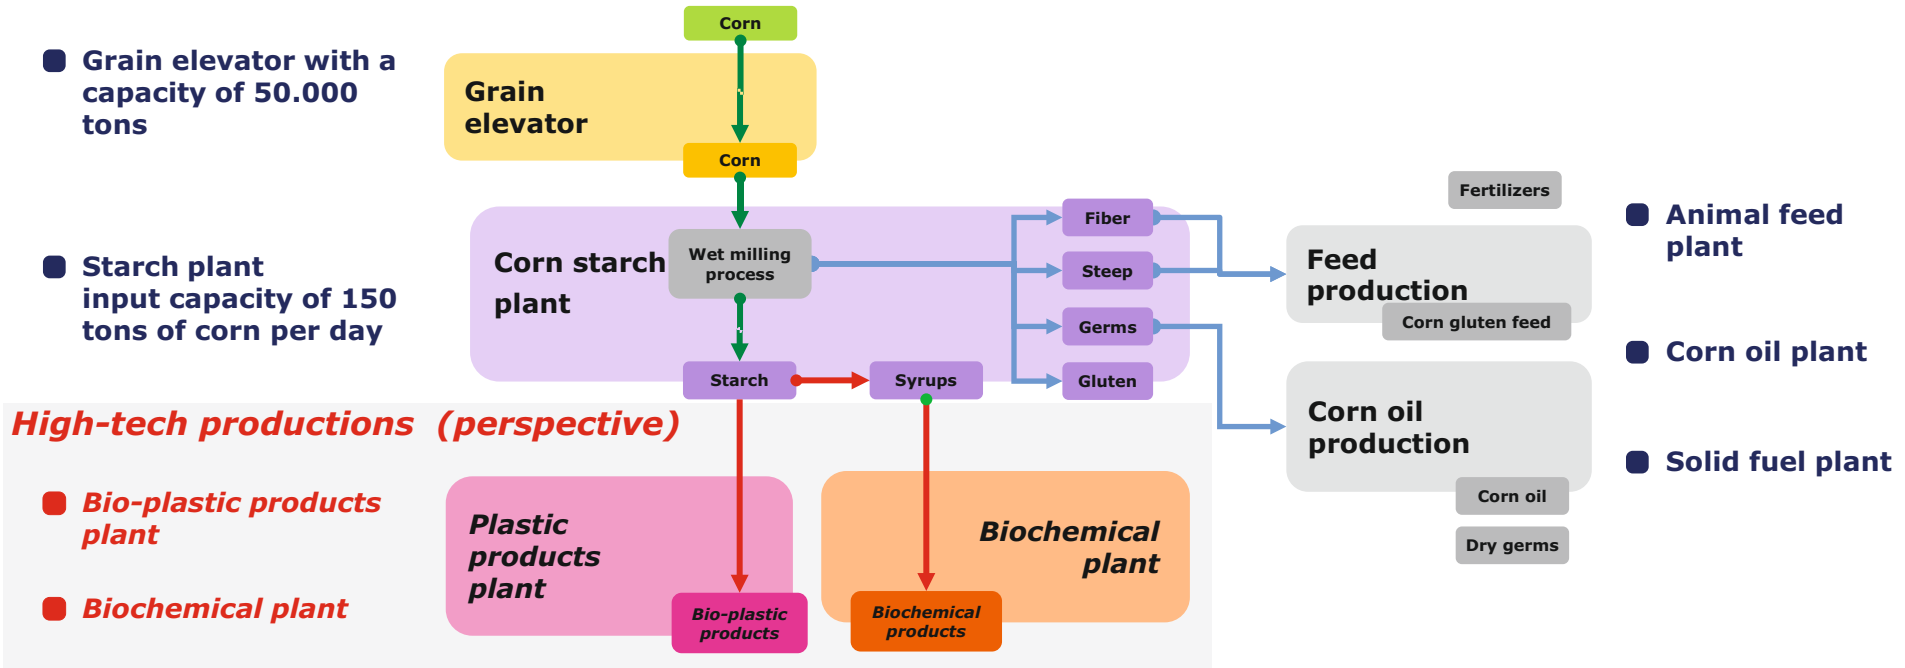 Corn
Grain elevator with a
capacity of 50.000
tons
Grain
elevator
Corn
Starch plant
input capacity of 150
tons of corn per day
Corn starch
plant
Wet milling
process
Fiber
Steep
Germs
Gluten
Starch
Syrups
Fertilizers
Feed
production
Corn gluten feed
Corn oil
production
Corn oil
Dry germs
Animal feed
plant
Corn oil plant
Solid fuel plant
High-tech productions (perspective)
Bio-plastic products
plant
Biochemical plant
Plastic
products
plant
Bio-plastic
products
Biochemical
plant
Biochemical
products